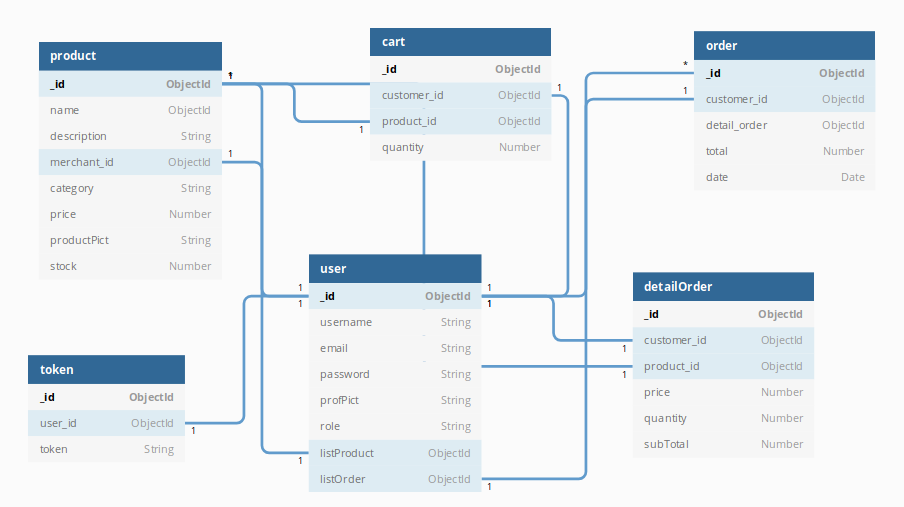 product
_id ObjectId
name ObjectId
description String
merchant_id ObjectId
category String
price Number
productPict String
stock Number
*
1
1
cart
_id ObjectId
customer_id ObjectId
product_id ObjectId
quantity Number
1
1
order
_id ObjectId
customer_id ObjectId
detail_order ObjectId
total Number
date Date
*
1
user
_id ObjectId
username String
email String
password String
profPict String
role String
listProduct ObjectId
listOrder ObjectId
1
1
1
1
1
1
detailOrder
_id ObjectId
customer_id ObjectId
product_id ObjectId
price Number
quantity Number
subTotal Number
1
1
token
_id ObjectId
user_id ObjectId
token String
1